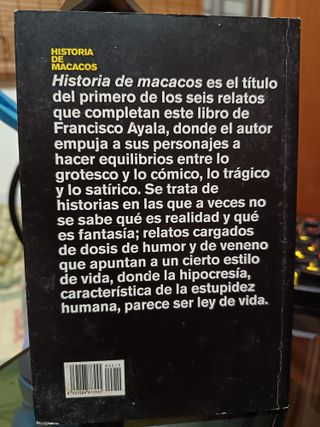 HISTORIA
DE
MACACOS
Historia de macacos es el título
del primero de los seis relatos
que completan este libro de
Francisco Ayala, donde el autor
empuja a sus personajes a
hacer equilibrios entre lo
grotesco y lo cómico, lo trágico
y lo satírico. Se trata de
historias en las que a veces no
se sabe qué es realidad y qué
es fantasía; relatos cargados
de dosis de humor y de veneno
que apuntan a un cierto estilo
de vida, donde la hipocresía,
característica de la estupidez
humana, parece ser ley de vida.